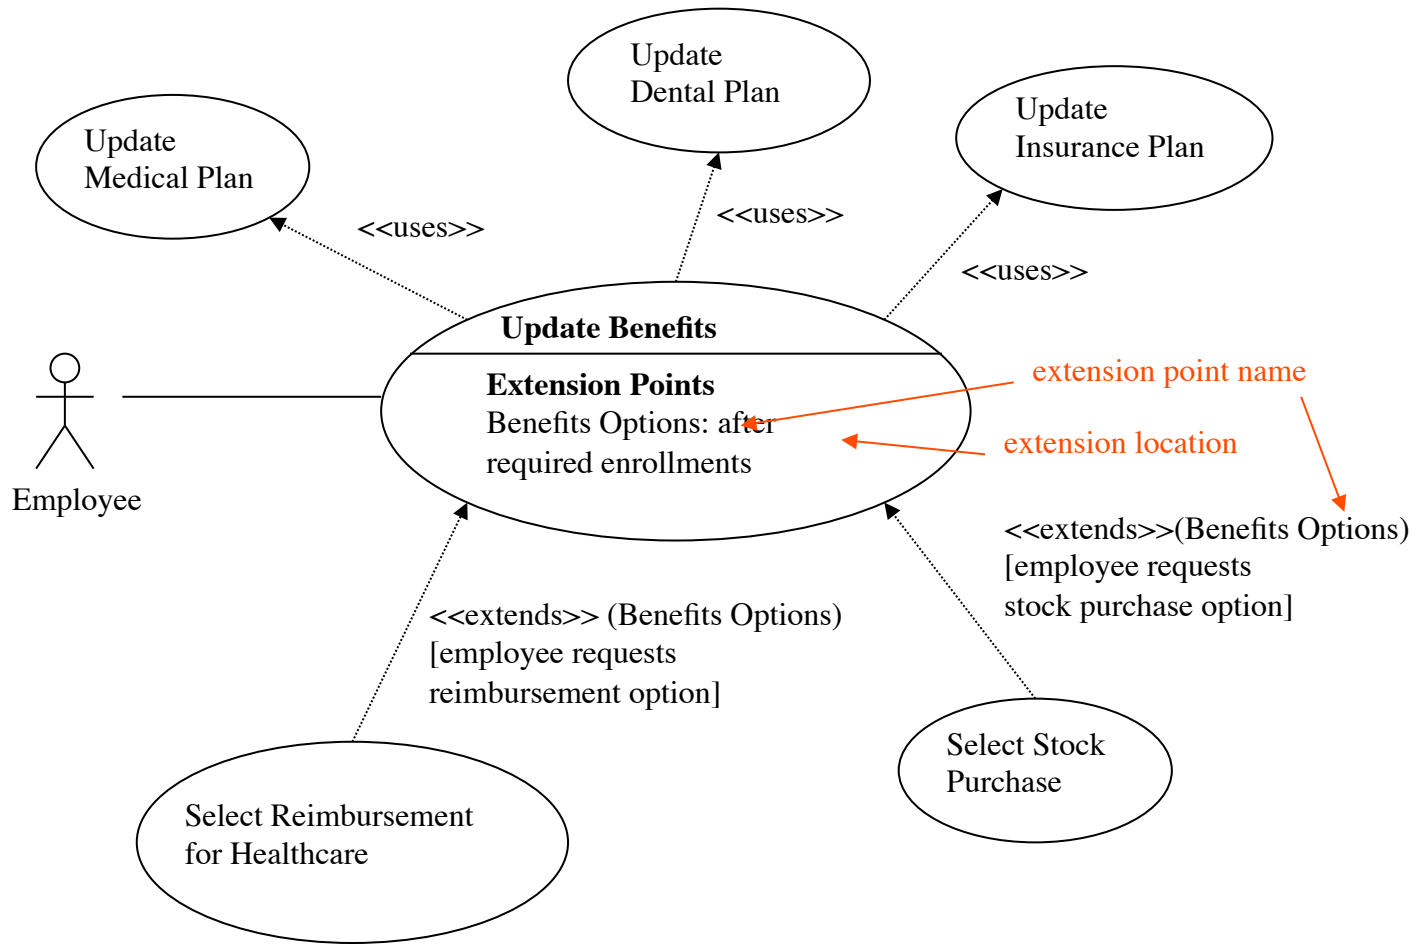 Update
Dental Plan
Update
Insurance Plan
Update
Medical Plan
<<uses>>
<<uses>>
<<uses>>
Update Benefits
Extension Points
Benefits Options: after
required enrollments
extension point name
extension location
Employee
<<extends>>(Benefits Options)
[employee requests
stock purchase option]
<<extends>> (Benefits Options)
[employee requests
reimbursement option]
Select Stock
Purchase
Select Reimbursement
for Healthcare